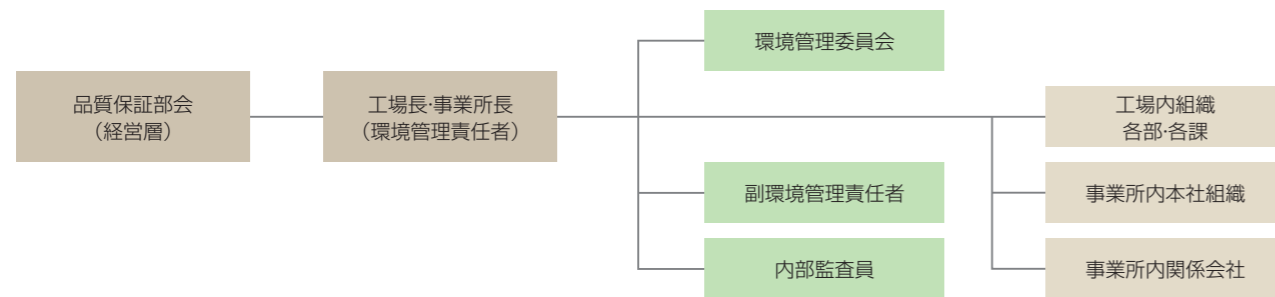 品質保証部会
（経営層）
工場長・事業所長
（環境管理責任者）
環境管理委員会
副環境管理責任者
内部監査員
工場内組織
各部・各課
事業所内本社組織
事業所内関係会社